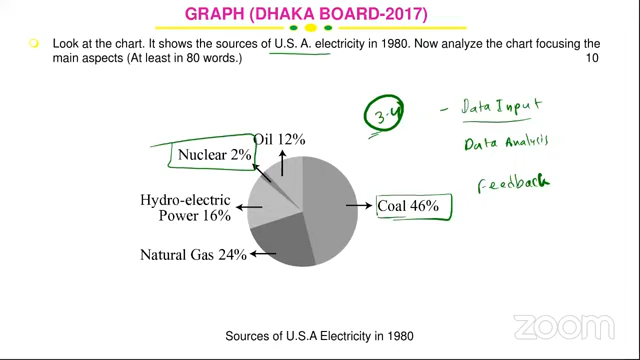 GRAPH (DHAKA BOARD-2017)
Look at the chart. It shows the sources of U.S. A. electricity in 1980. Now analyze the chart focusing the
main aspects (At least in 80 words.) 10
3-4
- Data Input
Data Analysis
Feedback
Oil 12%
Nuclear 2%
Hydro-electric
Power 16%
Coal 46%
Natural Gas 24%
Sources of U.S.A Electricity in 1980
zoom